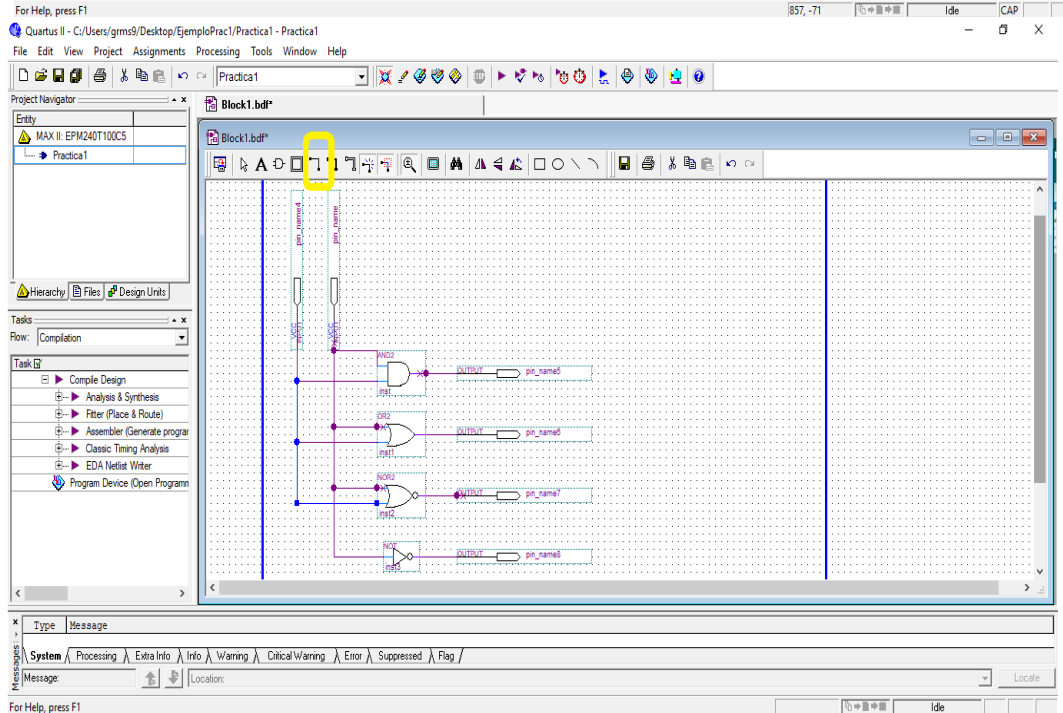 For Help, press F1
857, -71
Idle
CAP
Quartus II - C:/Users/grms9/Desktop/EjemploPrac1/Practica1 - Practica1
File Edit View Project Assignments Processing Tools Window Help
Practica1
Project Navigator
Entity
MAX II: EPM240T100C5
Practica1
Hierarchy Files Design Units
Tasks
Flow: Compilation
Task
Compile Design
Analysis & Synthesis
Fitter (Place & Route)
Assembler (Generate program
Classic Timing Analysis
EDA Netlist Writer
Program Device (Open Programm
Block1.bdf*
Block1.bdf*
pin_name4
pin_name
VCC
INPUT
VCC
INPUT
AND2
inst
OUTPUT pin_name5
OR2
inst1
OUTPUT pin_name6
NOR2
inst2
OUTPUT pin_name7
NOT
inst3
OUTPUT pin_name8
Type Message
System Processing Extra Info Info Warning Critical Warning Error Suppressed Flag
Messages
Message:
Location:
Locate
For Help, press F1
Idle